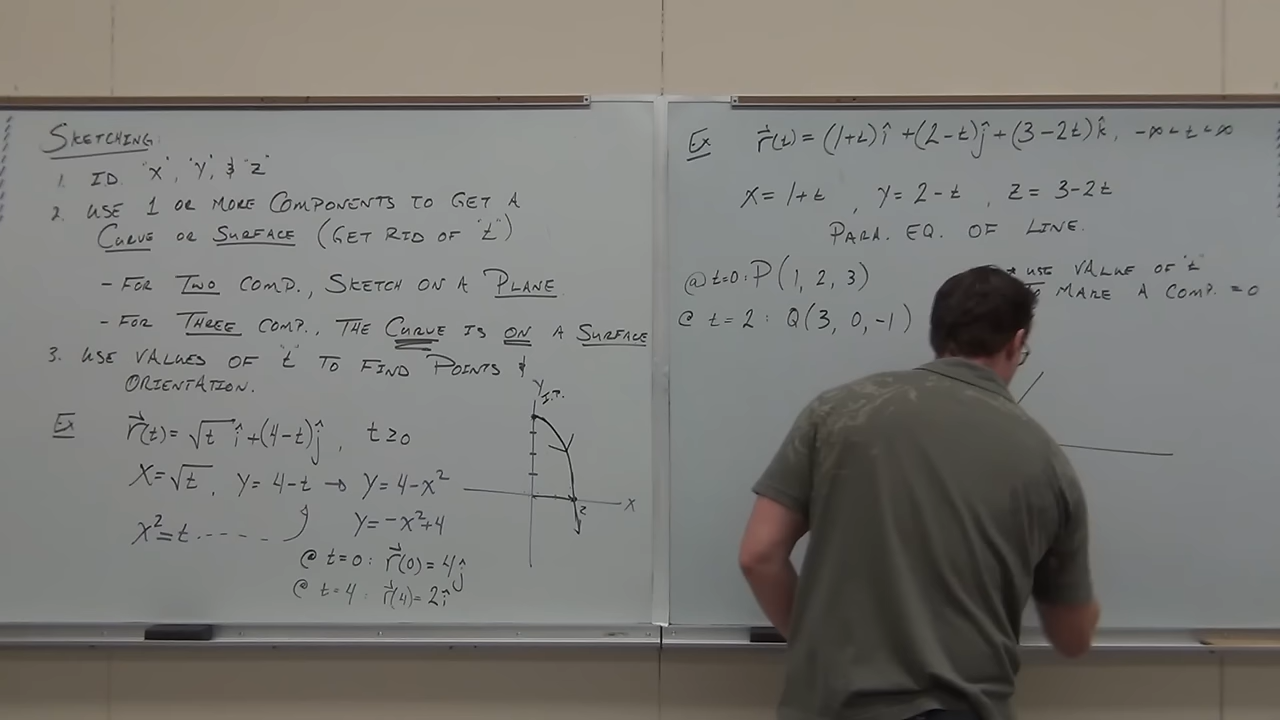 SKETCHING
1. ID "X", "Y", & "Z"
2. USE 1 OR MORE COMPONENTS TO GET A
CURVE OR SURFACE (GET RID OF "t")
- FOR TWO COMP., SKETCH ON A PLANE
- FOR THREE COMP., THE CURVE IS ON A SURFACE
3. USE VALUES OF "t" TO FIND POINTS &
ORIENTATION.
Ex r⃗(t) = √t î + (4-t)ĵ, t ≥ 0
X = √t, Y = 4 - t → Y = 4 - X²
X² = t - - - - - Y = -X² + 4
@ t=0: r⃗(0) = 4ĵ
@ t=4: r⃗(4) = 2î
Y
I.P.
X
2
Ex r⃗(t) = (1+t)î + (2-t)ĵ + (3-2t)k̂, -∞ < t < ∞
X = 1+t, Y = 2-t, Z = 3-2t
PARA. EQ. OF LINE.
@ t=0: P(1, 2, 3)
@ t=2: Q(3, 0, -1)
* USE VALUE OF "t"
MAKE A COMP. = 0